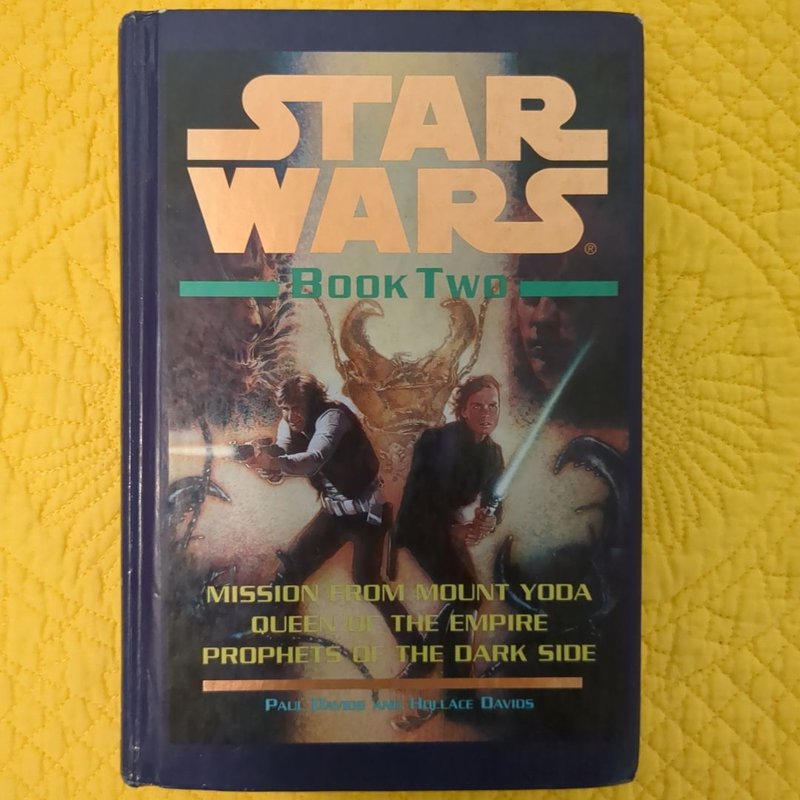 STAR
WARS®
BOOK TWO
MISSION FROM MOUNT YODA
QUEEN OF THE EMPIRE
PROPHETS OF THE DARK SIDE
PAUL DAVIDS AND HOLLACE DAVIDS